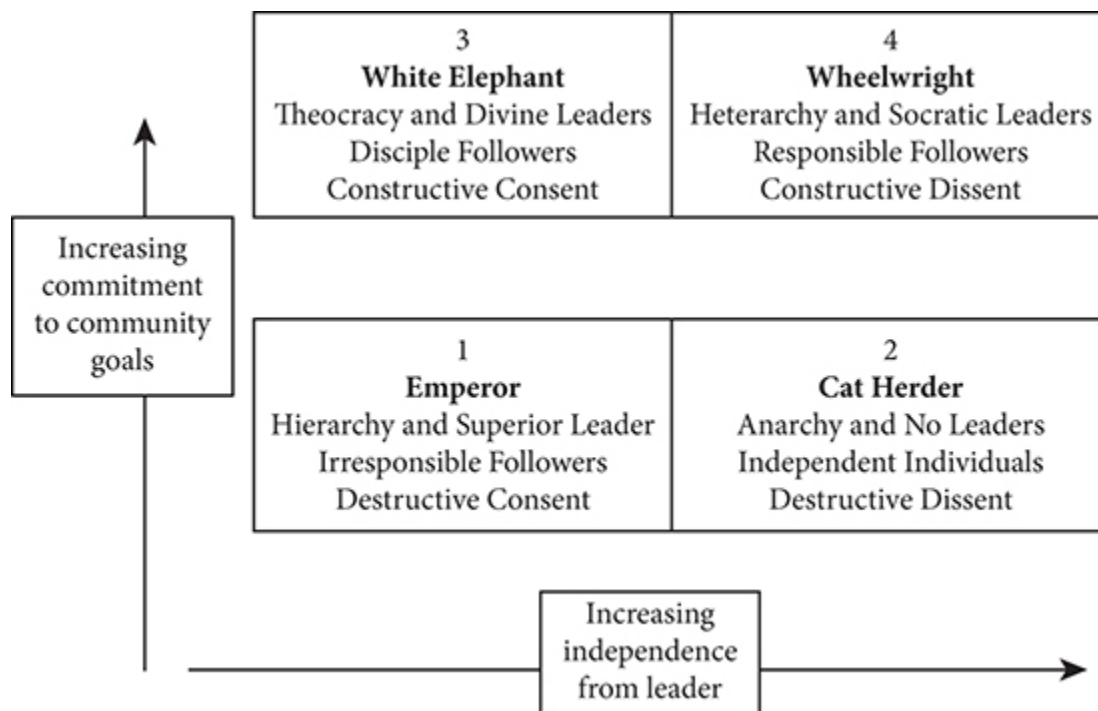 3
White Elephant
Theocracy and Divine Leaders
Disciple Followers
Constructive Consent
4
Wheelwright
Heterarchy and Socratic Leaders
Responsible Followers
Constructive Dissent
Increasing
commitment
to community
goals
1
Emperor
Hierarchy and Superior Leader
Irresponsible Followers
Destructive Consent
2
Cat Herder
Anarchy and No Leaders
Independent Individuals
Destructive Dissent
Increasing
independence
from leader